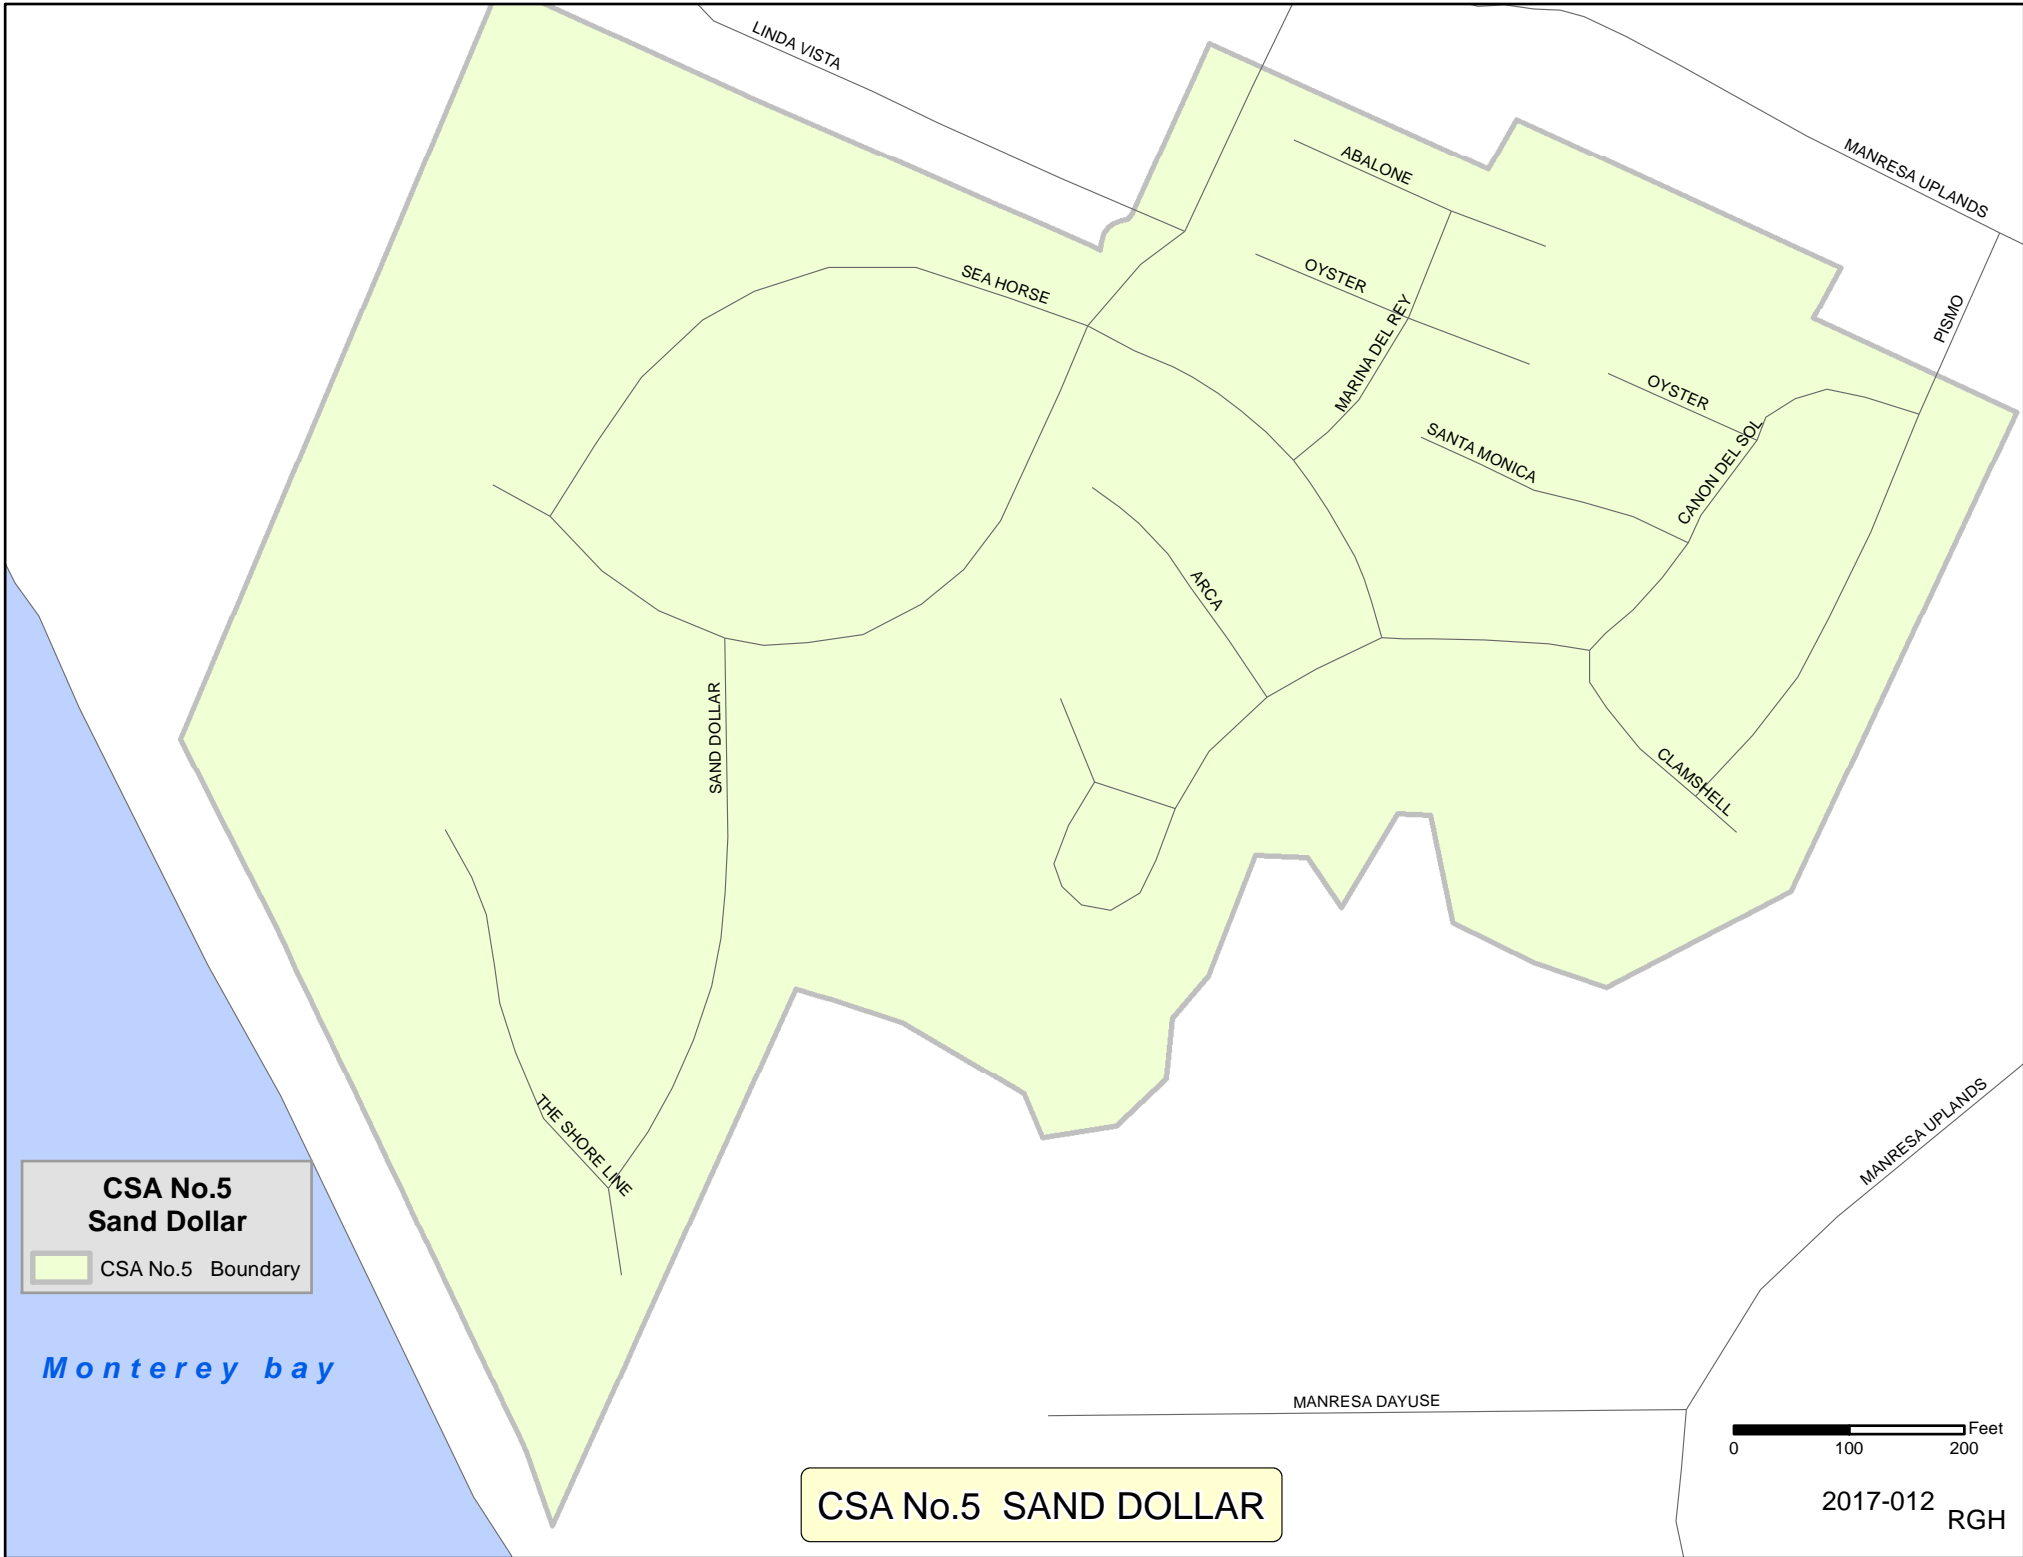 LINDA VISTA
MANRESA UPLANDS
ABALONE
SEA HORSE
OYSTER
MARINA DEL REY
PISMO
OYSTER
SANTA MONICA
CANON DEL SOL
ARCA
SAND DOLLAR
CLAMSHELL
THE SHORE LINE
MANRESA UPLANDS
CSA No.5
Sand Dollar
CSA No.5 Boundary
Monterey bay
MANRESA DAYUSE
Feet
0 100 200
CSA No.5 SAND DOLLAR
2017-012
RGH